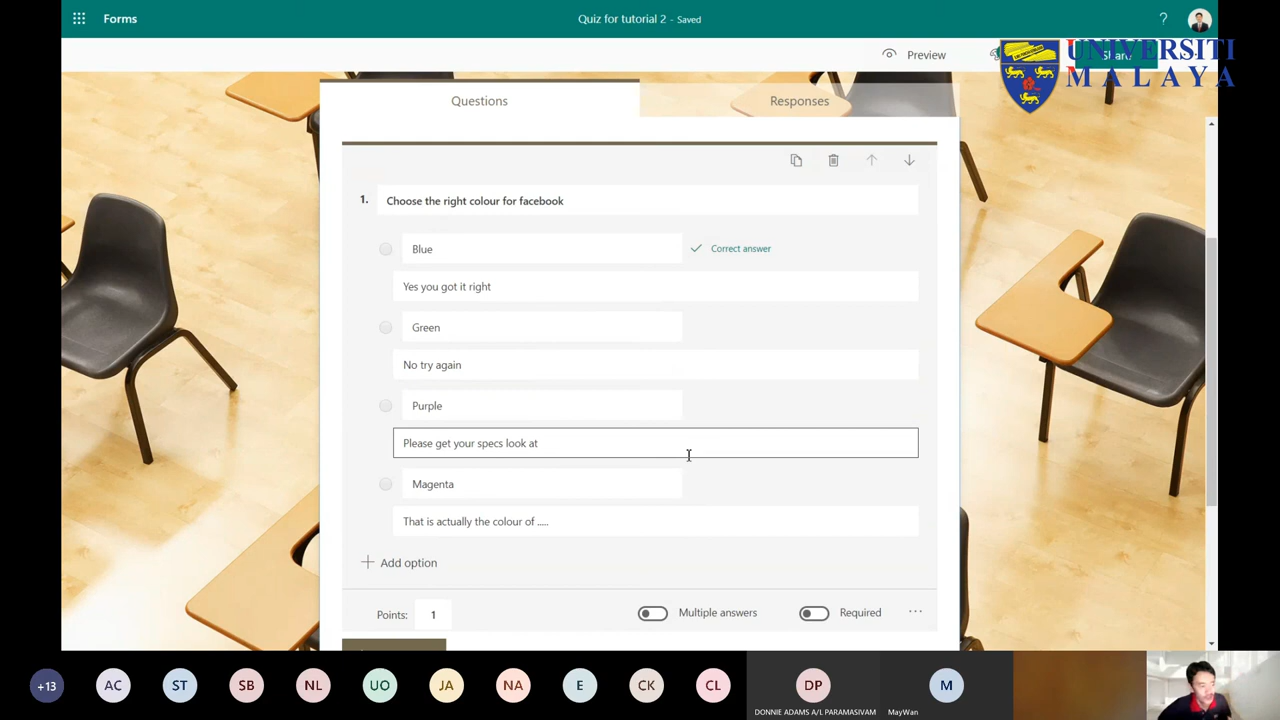 Forms
Quiz for tutorial 2 - Saved
?
Preview
Share
UNIVERSITI
MALAYA
Questions
Responses
1. Choose the right colour for facebook
Blue
Correct answer
Yes you got it right
Green
No try again
Purple
Please get your specs look at
Magenta
That is actually the colour of .....
Add option
Points: 1
Multiple answers
Required
...
+13
AC
ST
SB
NL
UO
JA
NA
E
CK
CL
DP
M
DONNIE ADAMS A/L PARAMASIVAM
MayWan